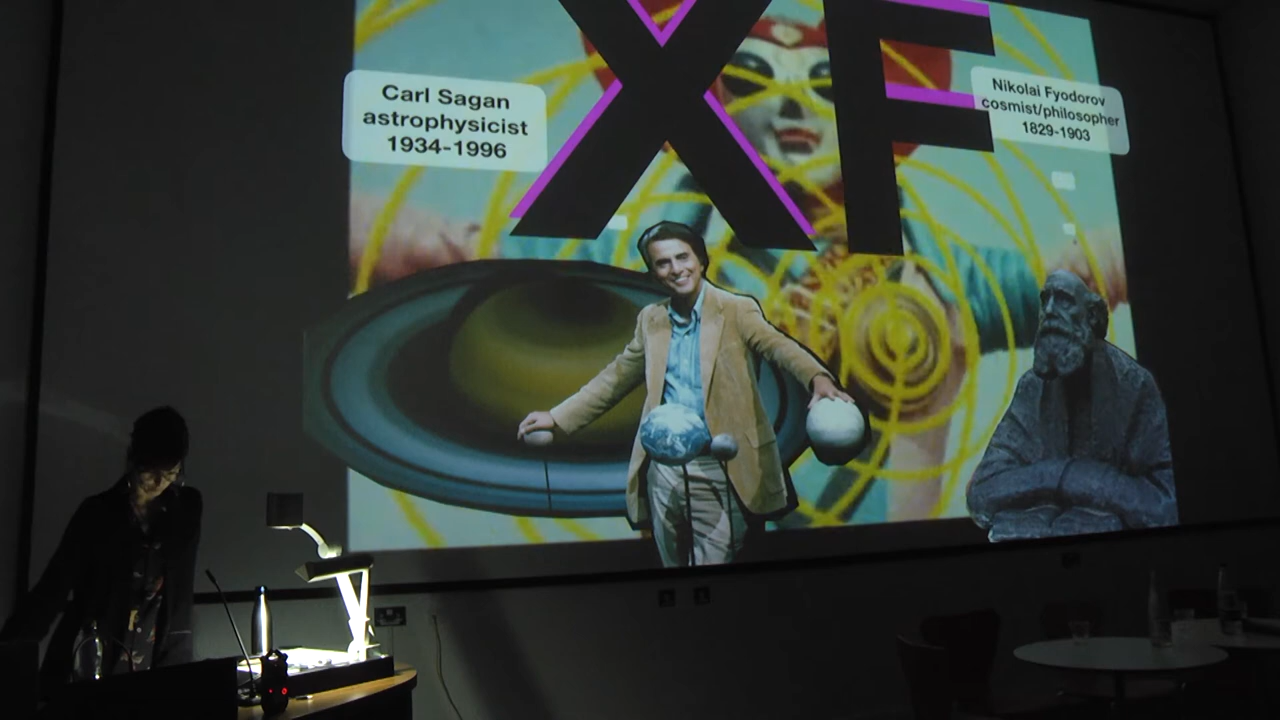 XF
Carl Sagan
astrophysicist
1934-1996
Nikolai Fyodorov
cosmist/philosopher
1829-1903